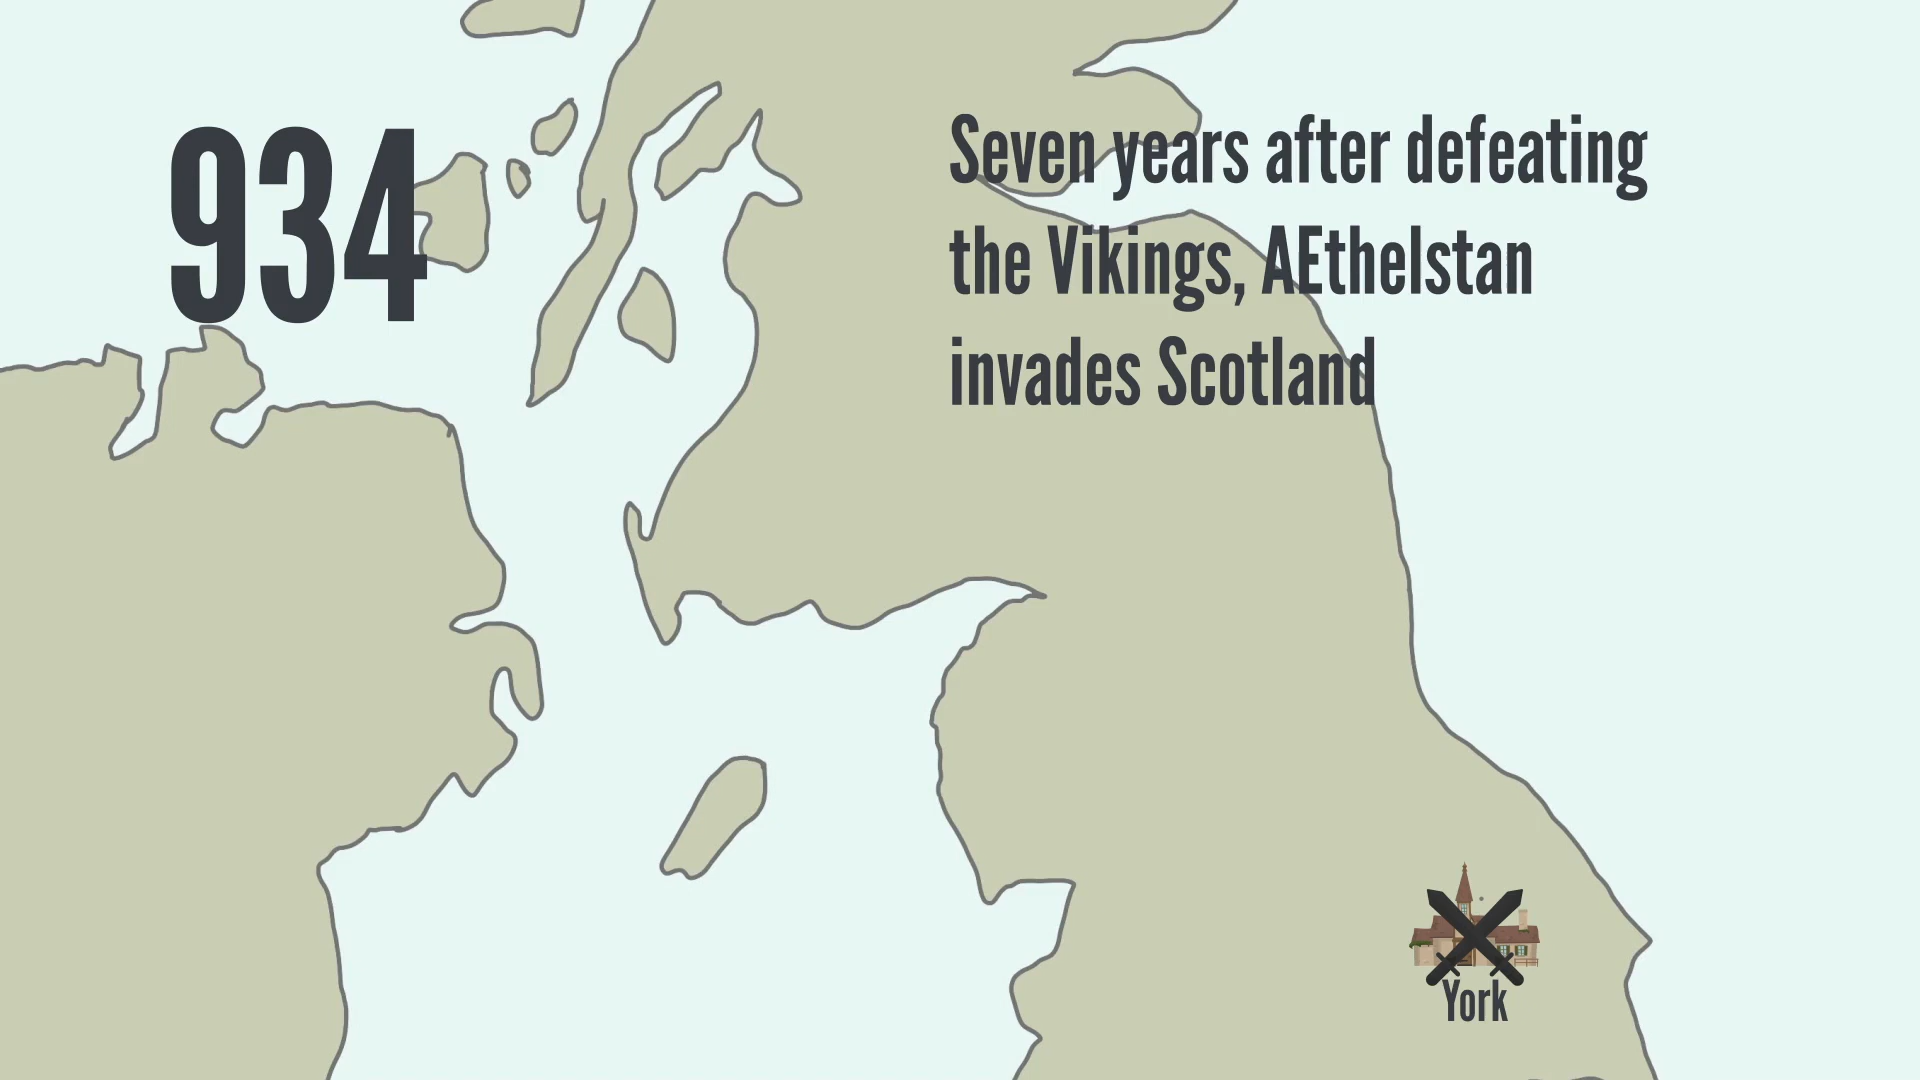 934
Seven years after defeating
the Vikings, AEthelstan
invades Scotland
York